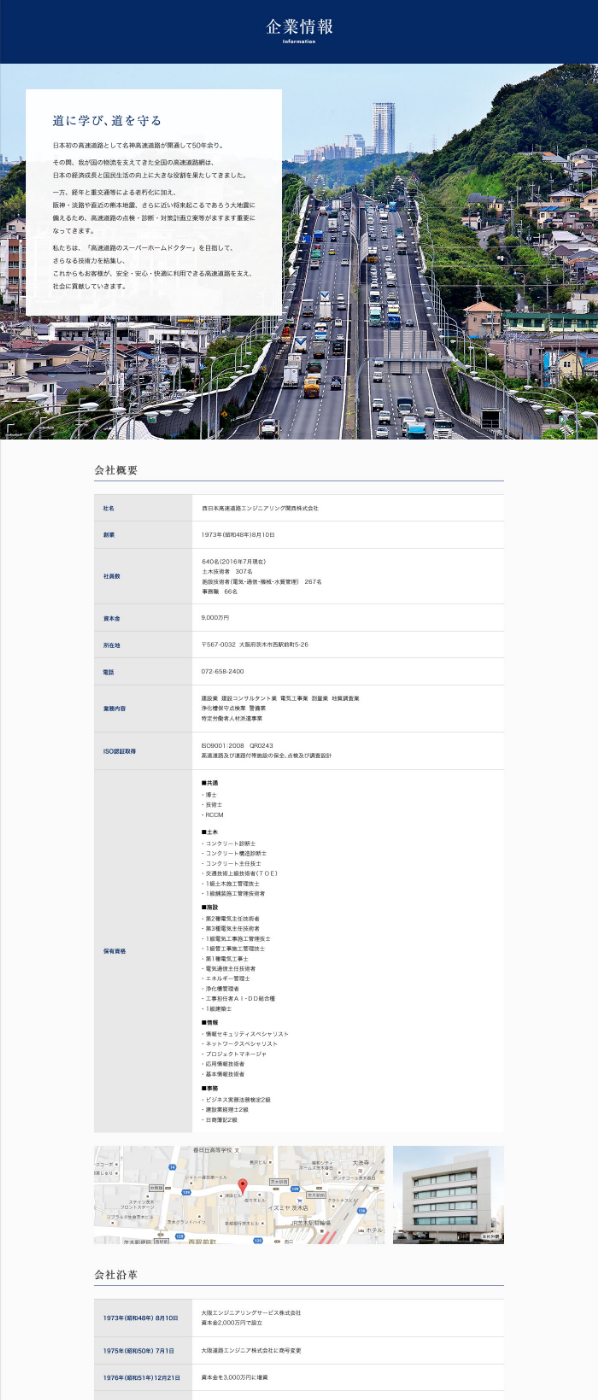 企業情報
Information
道に学び、道を守る
日本初の高速道路として名神高速道路が開通して50年余り。
その間、我が国の物流を支えてきた全国の高速道路網は、
日本の経済成長と国民生活の向上に大きな役割を果たしてきました。
一方、経年と重交通等による老朽化に加え、
阪神・淡路や直近の熊本地震、さらに近い将来起こるであろう大地震に
備えるため、高速道路の点検・診断・対策計画立案等がますます重要に
なってきます。
私たちは、「高速道路のスーパーホームドクター」を目指して、
さらなる技術力を結集し、
これからもお客様が、安全・安心・快適に利用できる高速道路を支え、
社会に貢献していきます。
会社概要
社名
西日本高速道路エンジニアリング関西株式会社
創業
1973年(昭和48年)8月10日
社員数
640名(2016年7月現在)
土木技術者 307名
施設技術者(電気・通信・機械・水質管理) 267名
事務職 66名
資本金
9,000万円
所在地
〒567-0032 大阪府茨木市西駅前町5-26
電話
072-658-2400
業務内容
建設業 建設コンサルタント業 電気工事業 測量業 地質調査業
浄化槽保守点検業 警備業
特定労働者人材派遣事業
ISO認証取得
ISO9001:2008 QR0243
高速道路及び道路付帯施設の保全、点検及び調査設計
保有資格
■共通
- 博士
- 技術士
- RCCM
■土木
- コンクリート診断士
- コンクリート構造診断士
- コンクリート主任技士
- 交通技術上級技術者(TOE)
- 1級土木施工管理技士
- 1級舗装施工管理技術者
■施設
- 第2種電気主任技術者
- 第3種電気主任技術者
- 1級電気工事施工管理技士
- 1級管工事施工管理技士
- 第1種電気工事士
- 電気通信主任技術者
- エネルギー管理士
- 浄化槽管理者
- 工事担任者AI・DD総合種
- 1級建築士
■情報
- 情報セキュリティスペシャリスト
- ネットワークスペシャリスト
- プロジェクトマネージャ
- 応用情報技術者
- 基本情報技術者
■事務
- ビジネス実務法務検定2級
- 建設業経理士2級
- 日商簿記2級
春日丘高等学校
イズミヤ 茨木店
JR茨木駅駐輪場
ホテル
西駅前町
会社沿革
1973年(昭和48年) 8月10日
大阪エンジニアリングサービス株式会社
資本金2,000万円で設立
1975年(昭和50年) 7月1日
大阪道路エンジニア株式会社に商号変更
1976年(昭和51年)12月21日
資本金を3,000万円に増資